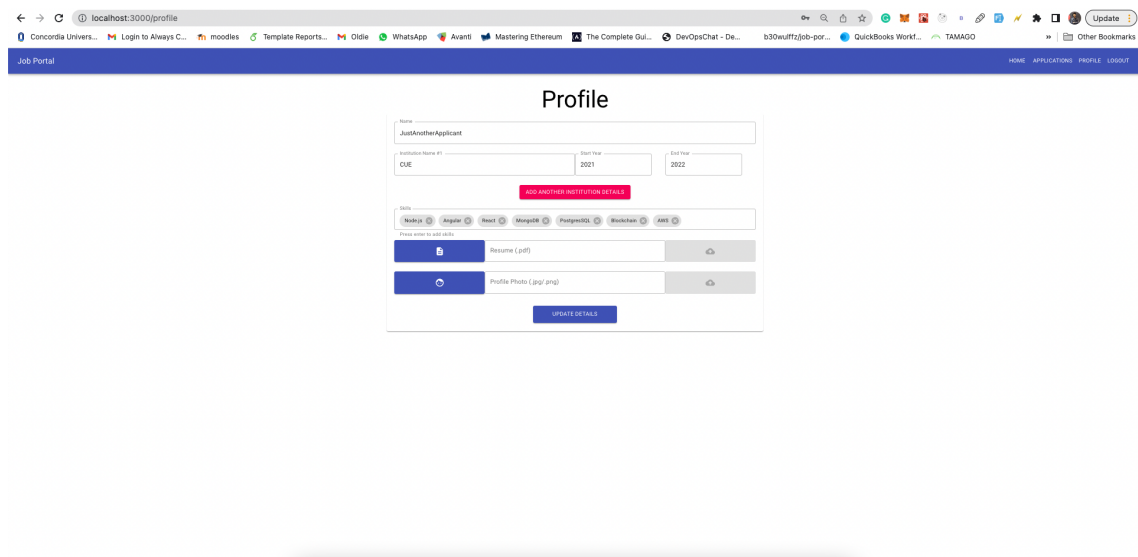 localhost:3000/profile
Update
Concordia Univers... Login to Always C... moodles Template Reports... Oldie WhatsApp Avanti Mastering Ethereum The Complete Gui... DevOpsChat - De... b30wulffz/job-por... QuickBooks Workf... TAMAGO » Other Bookmarks
Job Portal HOME APPLICATIONS PROFILE LOGOUT
Profile
Name
JustAnotherApplicant
Institution Name #1 Start Year End Year
CUE 2021 2022
ADD ANOTHER INSTITUTION DETAILS
Skills
Node.js Angular React MongoDB PostgresSQL Blockchain AWS
Press enter to add skills
Resume (.pdf)
Profile Photo (.jpg/.png)
UPDATE DETAILS